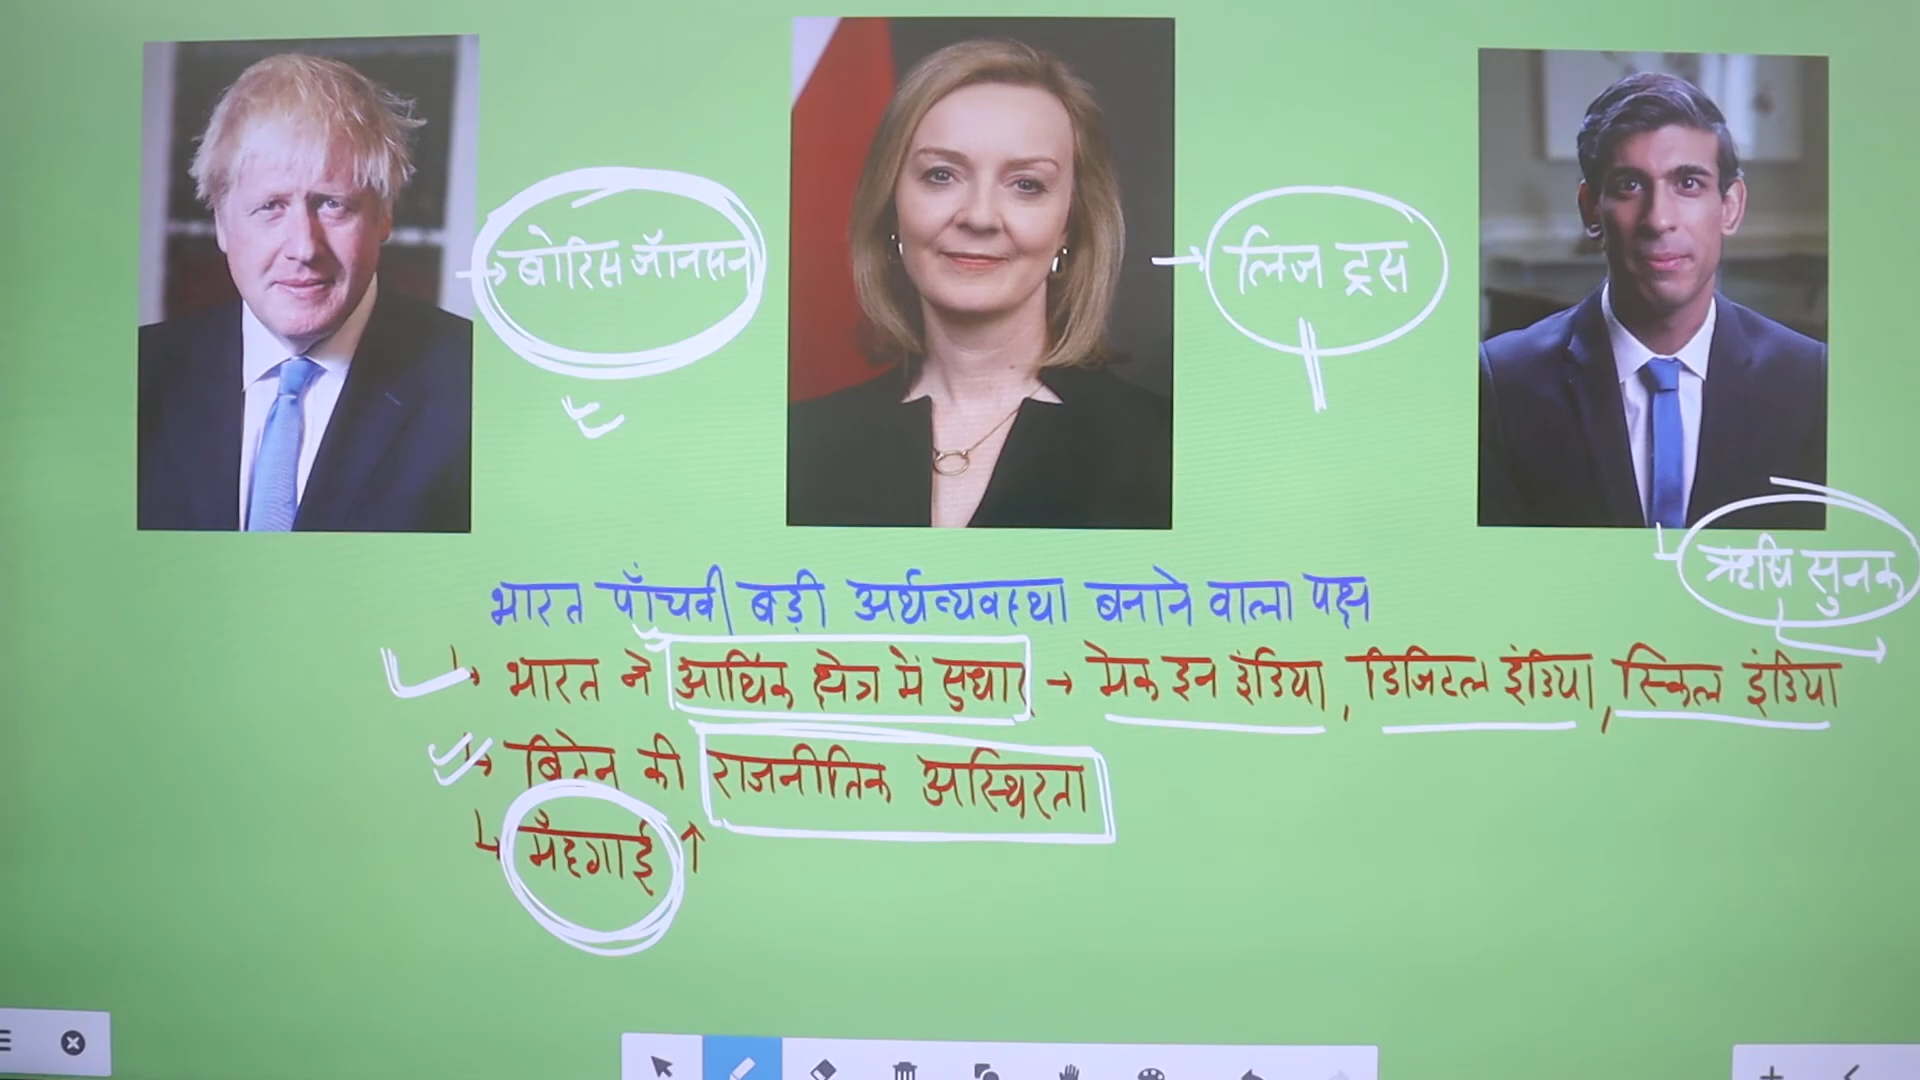 → बोरिस जॉनसन
→ लिज ट्रस
ऋषि सुनक
भारत पाँचवीं बड़ी अर्थव्यवस्था बनाने वाला पक्ष
→ भारत ने आर्थिक क्षेत्र में सुधार → मेक इन इंडिया, डिजिटल इंडिया, स्किल इंडिया
→ ब्रिटेन की राजनीतिक अस्थिरता
↳ मँहगाई ↑